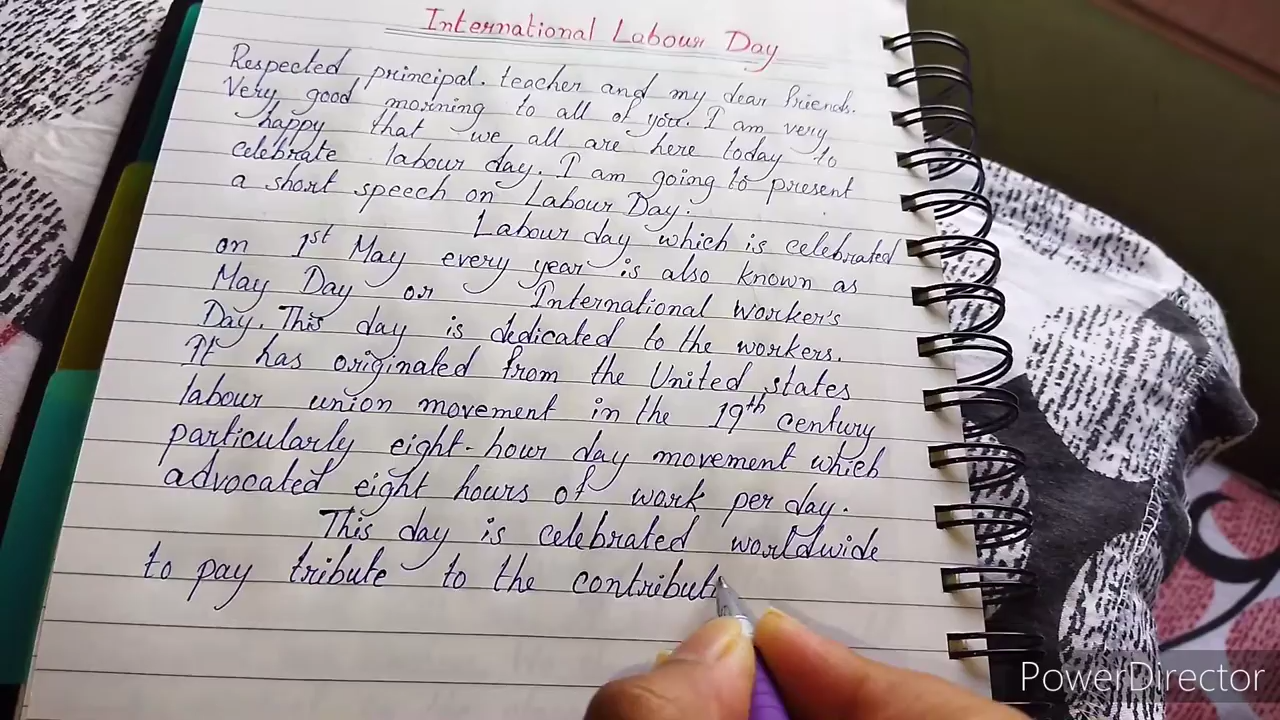 International Labour Day
Respected principal. teacher and my dear friends.
Very good morning to all of you. I am very
happy that we all are here today to
celebrate labour day. I am going to present
a short speech on Labour Day.
Labour day which is celebrated
on 1st May every year is also known as
May Day or International Worker's
Day. This day is dedicated to the workers.
It has originated from the United states
labour union movement in the 19th century
particularly eight-hour day movement which
advocated eight hours of work per day.
This day is celebrated worldwide
to pay tribute to the contributi
PowerDirector